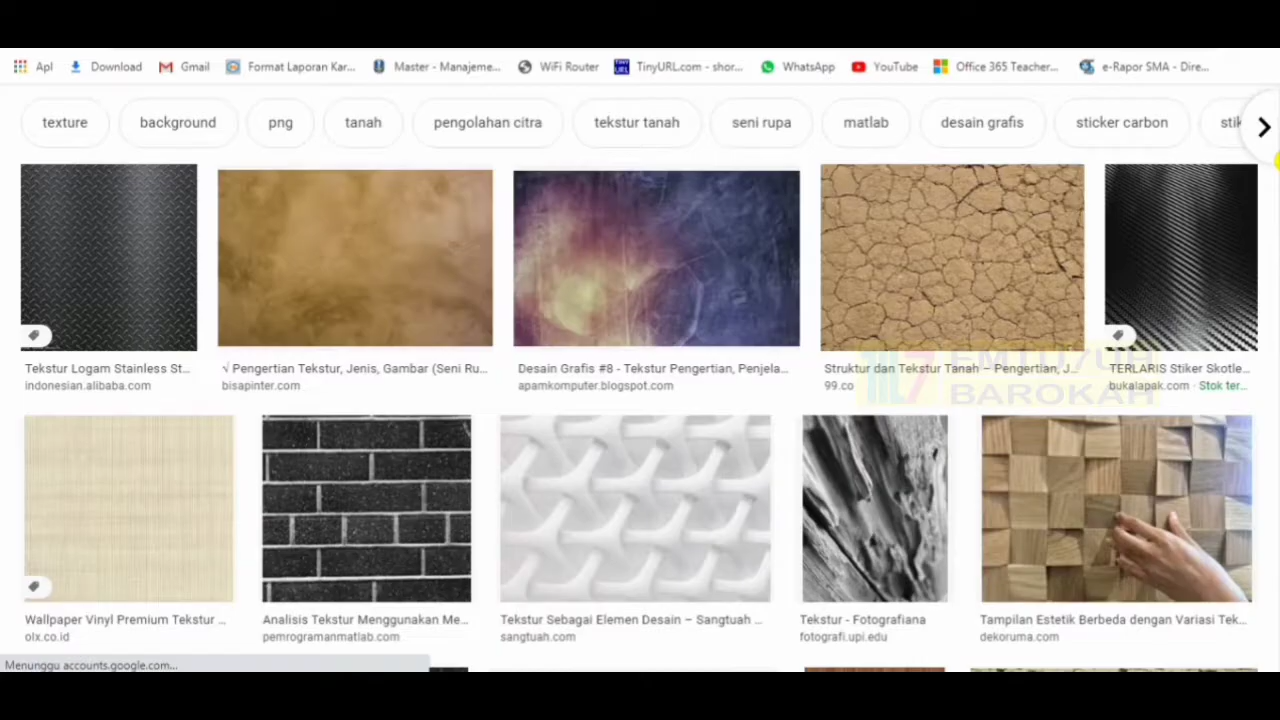 Apl Download Gmail Format Laporan Kar... Master - Manajeme... WiFi Router TinyURL.com - shor... WhatsApp YouTube Office 365 Teacher... e-Rapor SMA - Dire...
texture background png tanah pengolahan citra tekstur tanah seni rupa matlab desain grafis sticker carbon stik
Tekstur Logam Stainless St... √ Pengertian Tekstur, Jenis, Gambar (Seni Ru... Desain Grafis #8 - Tekstur Pengertian, Penjela... Struktur dan Tekstur Tanah – Pengertian, J... TERLARIS Stiker Skotle...
indonesian.alibaba.com bisapinter.com apamkomputer.blogspot.com 99.co bukalapak.com · Stok ter...
BAROKAH
Wallpaper Vinyl Premium Tekstur ... Analisis Tekstur Menggunakan Me... Tekstur Sebagai Elemen Desain – Sangtuah ... Tekstur - Fotografiana Tampilan Estetik Berbeda dengan Variasi Tek...
olx.co.id pemrogramanmatlab.com sangtuah.com fotografi.upi.edu dekoruma.com
Menunggu accounts.google.com...